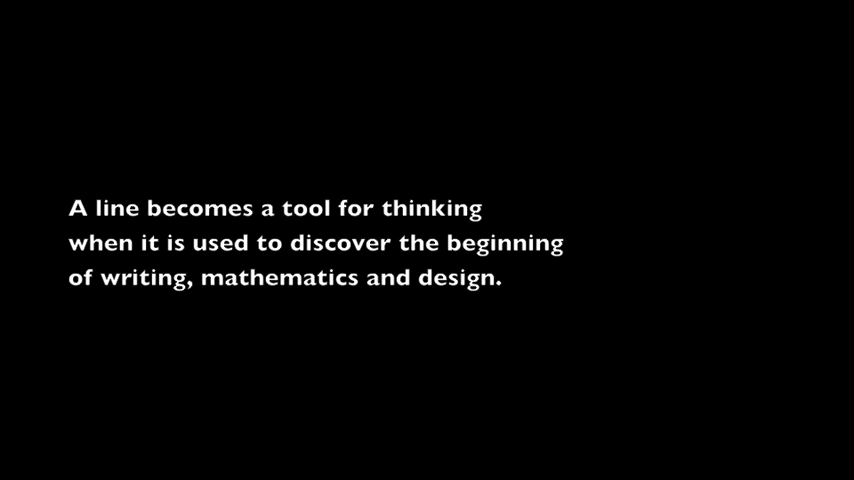 A line becomes a tool for thinking
when it is used to discover the beginning
of writing, mathematics and design.